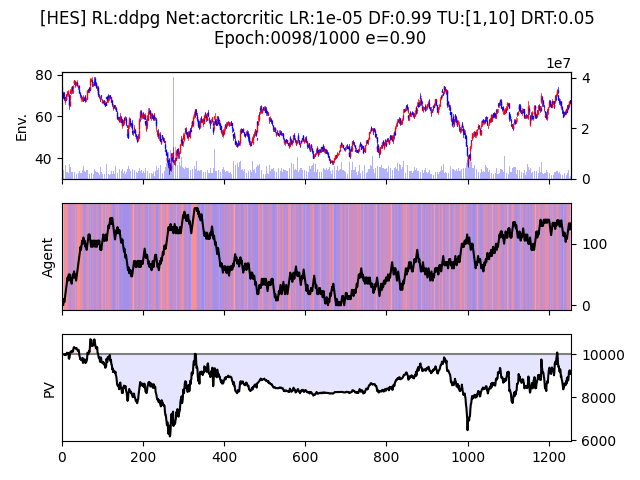 [HES] RL:ddpg Net:actorcritic LR:1e-05 DF:0.99 TU:[1,10] DRT:0.05
Epoch:0098/1000 e=0.90
1e7
80
60
40
Env.
4
2
0
Agent
100
0
PV
10000
8000
6000
0 200 400 600 800 1000 1200